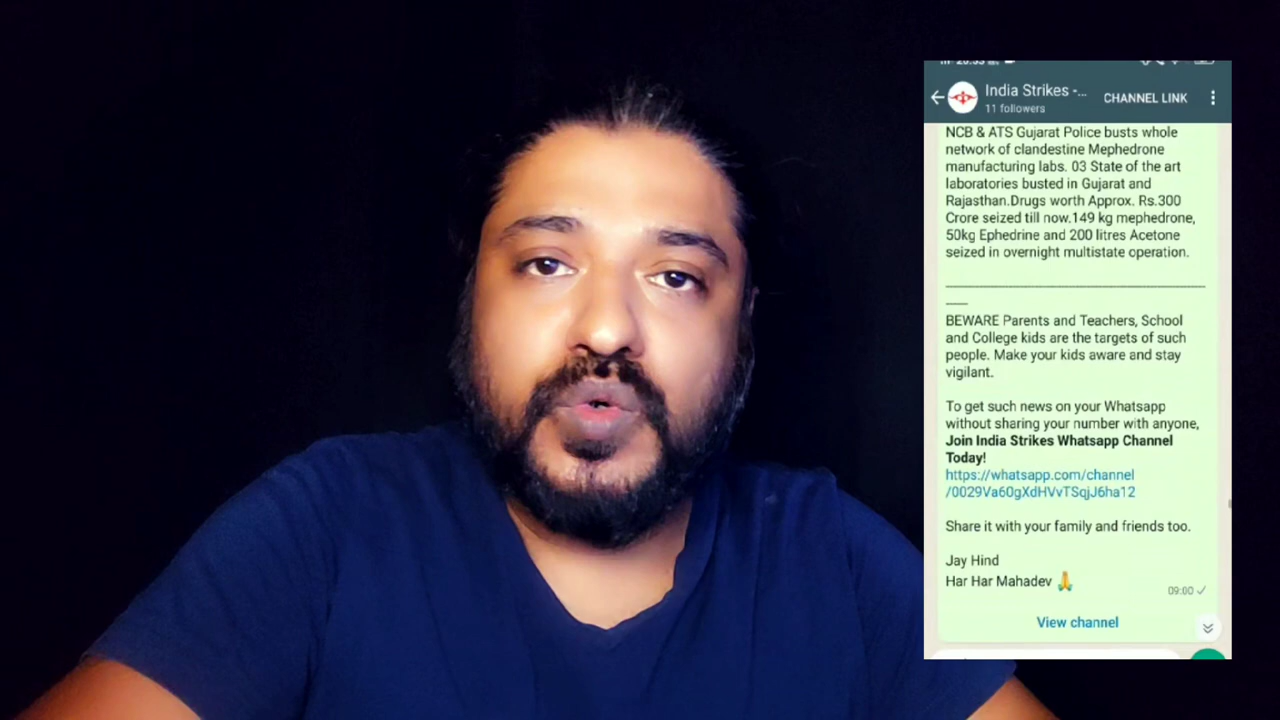 India Strikes -...
CHANNEL LINK
11 followers
NCB & ATS Gujarat Police busts whole
network of clandestine Mephedrone
manufacturing labs. 03 State of the art
laboratories busted in Gujarat and
Rajasthan.Drugs worth Approx. Rs.300
Crore seized till now.149 kg mephedrone,
50kg Ephedrine and 200 litres Acetone
seized in overnight multistate operation.
BEWARE Parents and Teachers, School
and College kids are the targets of such
people. Make your kids aware and stay
vigilant.
To get such news on your Whatsapp
without sharing your number with anyone,
Join India Strikes Whatsapp Channel
Today!
https://whatsapp.com/channel
/0029Va60gXdHVvTSqjJ6ha12
Share it with your family and friends too.
Jay Hind
Har Har Mahadev 🙏
09:00
View channel